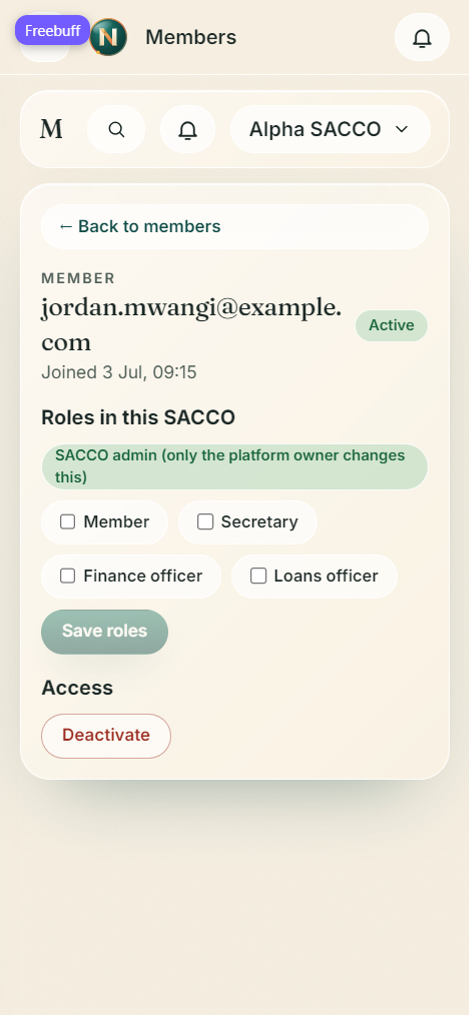 Freebuff
N
Members
M
Alpha SACCO
← Back to members
MEMBER
jordan.mwangi@example.
com
Active
Joined 3 Jul, 09:15
Roles in this SACCO
SACCO admin (only the platform owner changes
this)
Member
Secretary
Finance officer
Loans officer
Save roles
Access
Deactivate